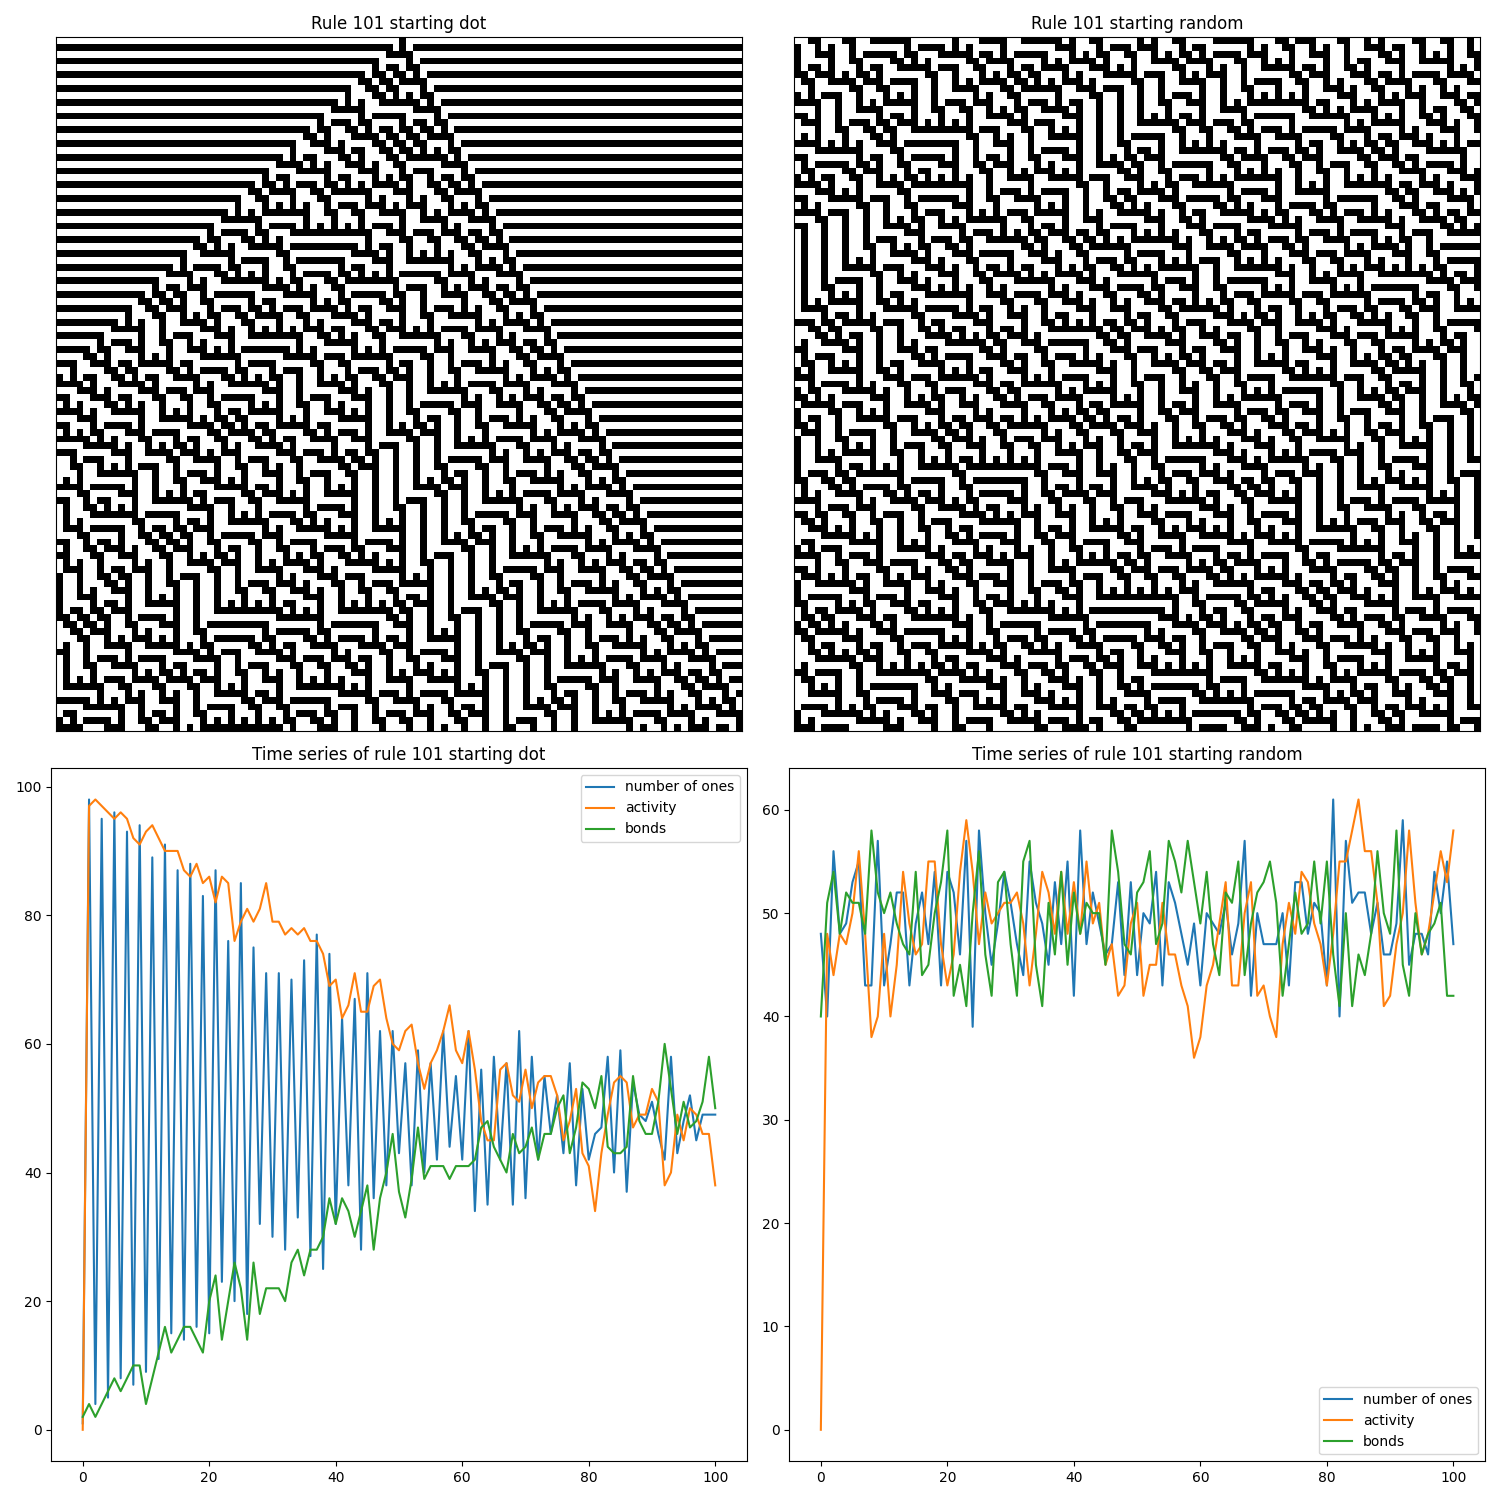 Rule 101 starting dot
Rule 101 starting random
Time series of rule 101 starting dot
100
80
60
40
20
0
0 20 40 60 80 100
number of ones
activity
bonds
Time series of rule 101 starting random
60
50
40
30
20
10
0
0 20 40 60 80 100
number of ones
activity
bonds